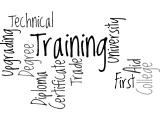 Technical
Training
Upgrading
Degree
Diploma
Certificate
Trade
University
First
Aid
College